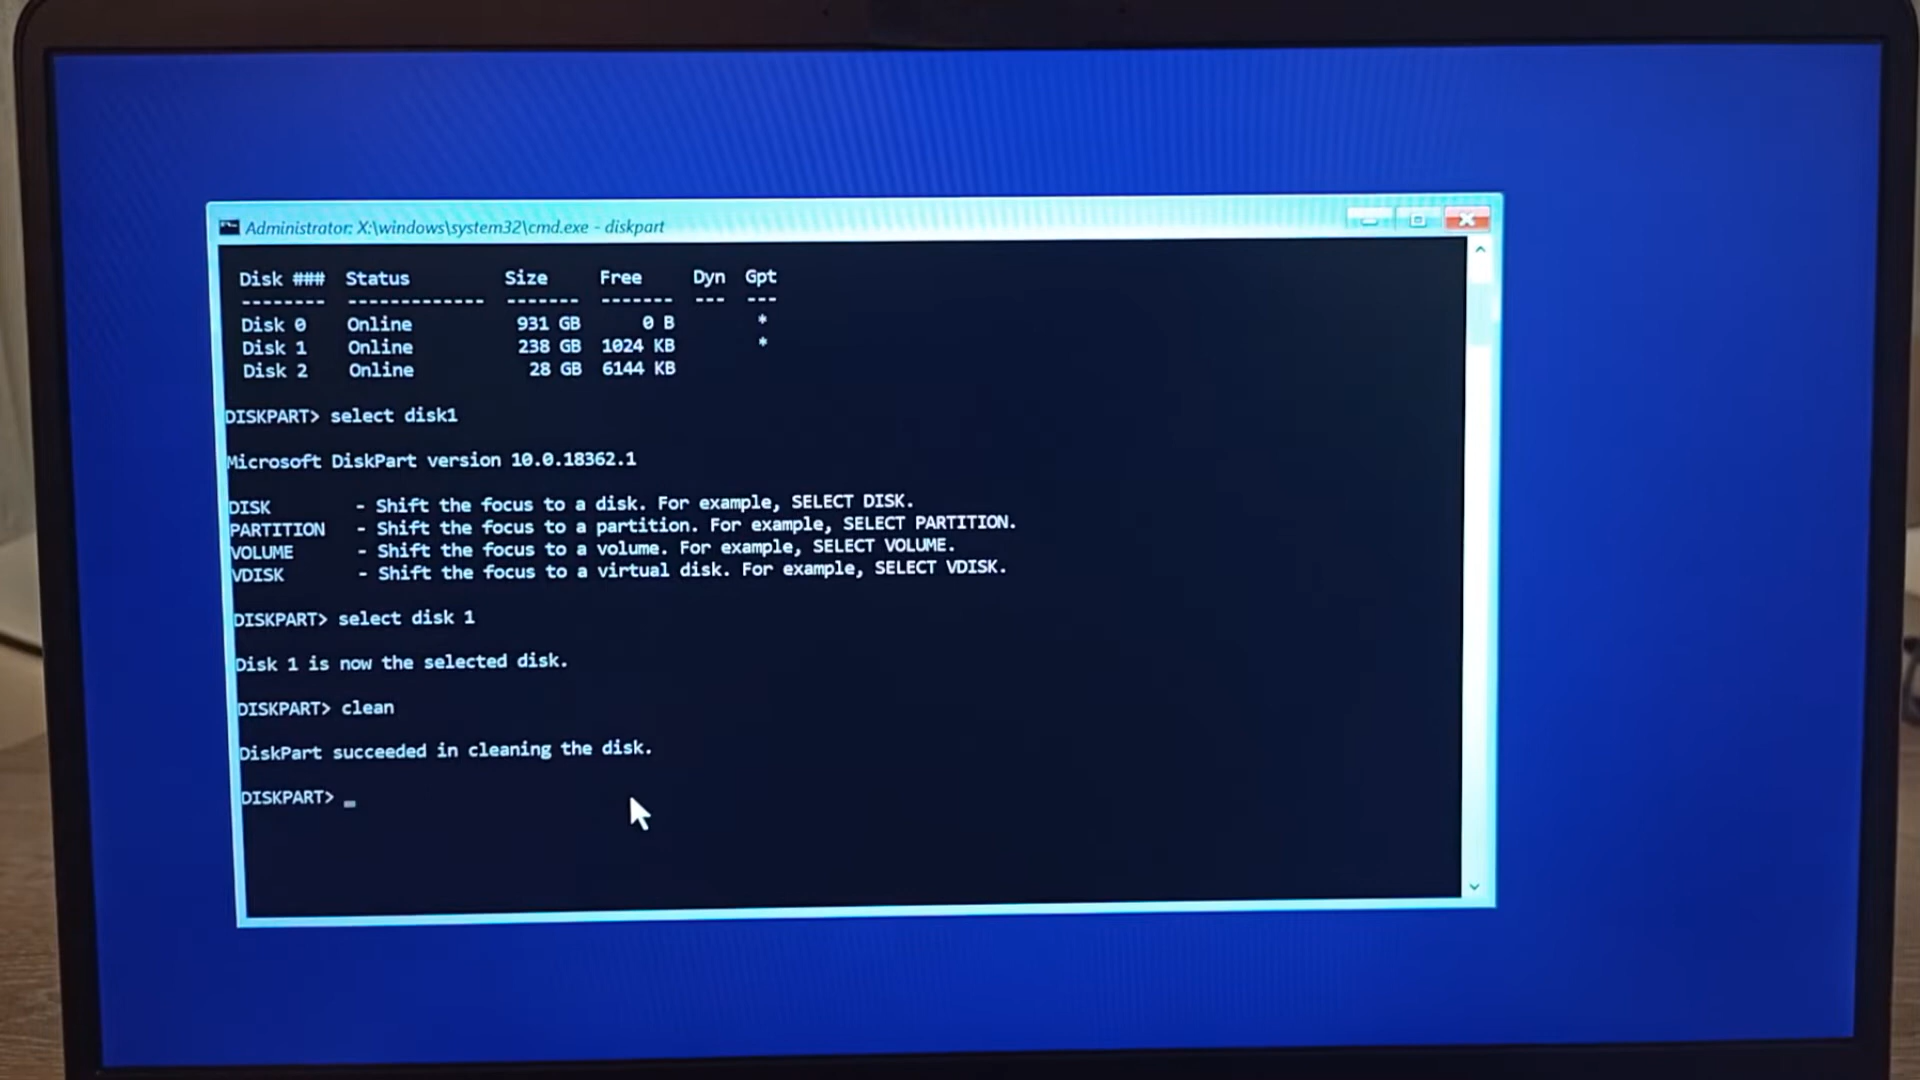 Administrator: X:\windows\system32\cmd.exe - diskpart
Disk ### Status Size Free Dyn Gpt
-------- ------------- ------- ------- --- ---
Disk 0 Online 931 GB 0 B *
Disk 1 Online 238 GB 1024 KB *
Disk 2 Online 28 GB 6144 KB
DISKPART> select disk1
Microsoft DiskPart version 10.0.18362.1
DISK - Shift the focus to a disk. For example, SELECT DISK.
PARTITION - Shift the focus to a partition. For example, SELECT PARTITION.
VOLUME - Shift the focus to a volume. For example, SELECT VOLUME.
VDISK - Shift the focus to a virtual disk. For example, SELECT VDISK.
DISKPART> select disk 1
Disk 1 is now the selected disk.
DISKPART> clean
DiskPart succeeded in cleaning the disk.
DISKPART> _